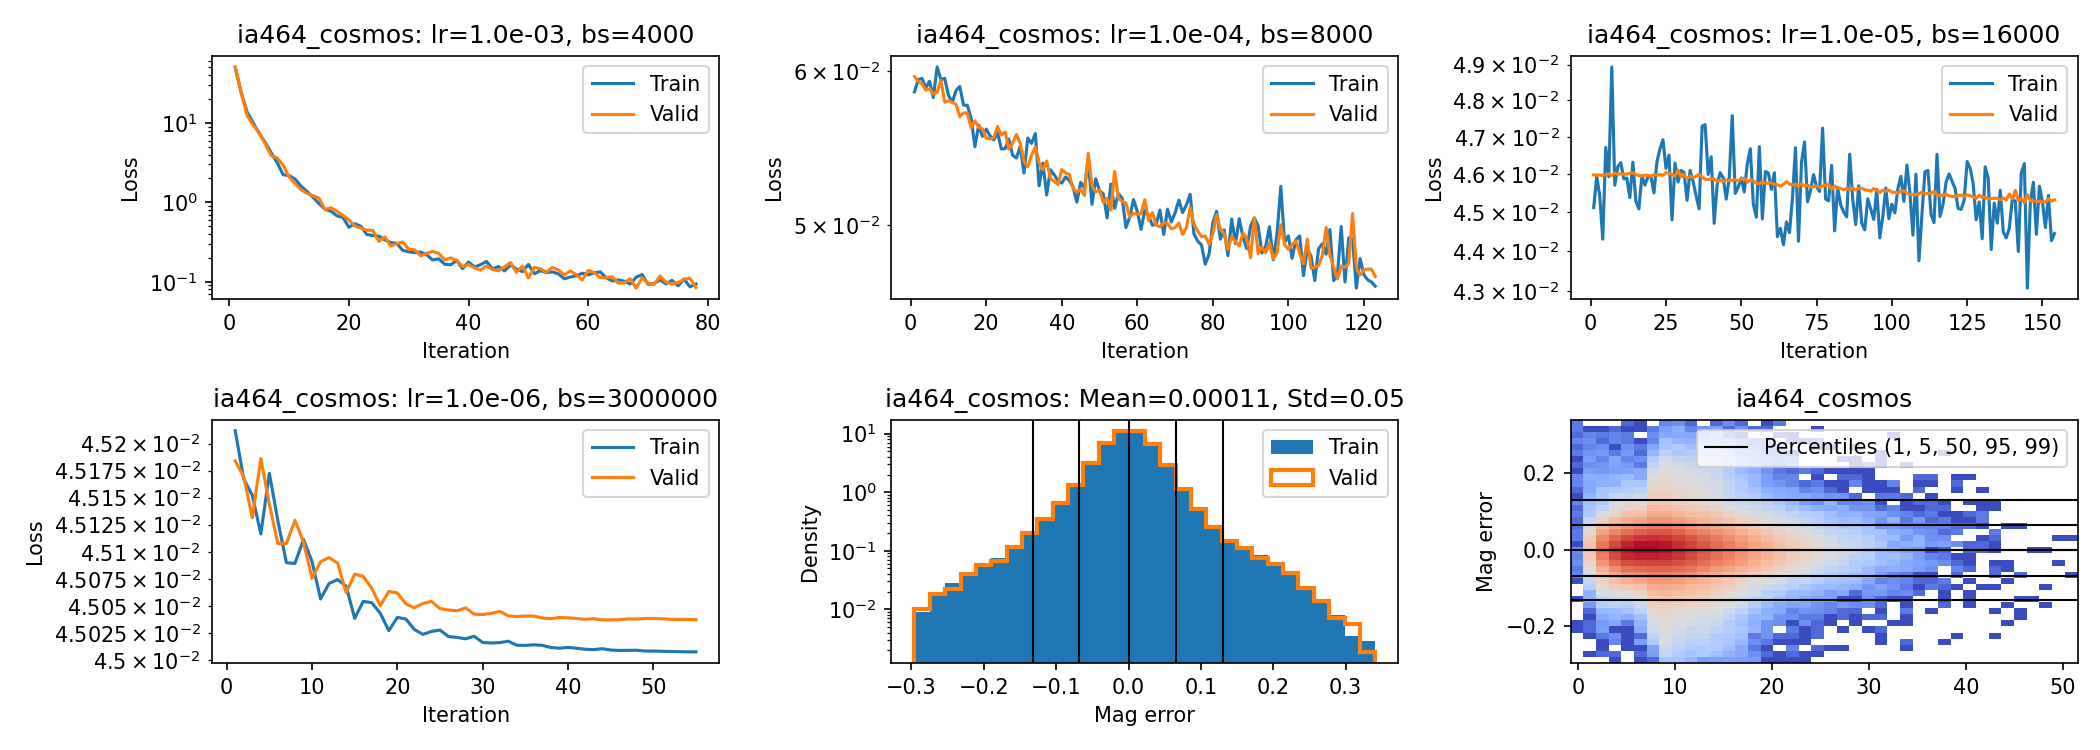 ia464_cosmos: lr=1.0e-03, bs=4000
Loss
10¹
10⁰
10⁻¹
Train
Valid
0 20 40 60 80
Iteration
ia464_cosmos: lr=1.0e-04, bs=8000
Loss
6 × 10⁻²
5 × 10⁻²
Train
Valid
0 20 40 60 80 100 120
Iteration
ia464_cosmos: lr=1.0e-05, bs=16000
Loss
4.9 × 10⁻²
4.8 × 10⁻²
4.7 × 10⁻²
4.6 × 10⁻²
4.5 × 10⁻²
4.4 × 10⁻²
4.3 × 10⁻²
Train
Valid
0 25 50 75 100 125 150
Iteration
ia464_cosmos: lr=1.0e-06, bs=3000000
Loss
4.52 × 10⁻²
4.5175 × 10⁻²
4.515 × 10⁻²
4.5125 × 10⁻²
4.51 × 10⁻²
4.5075 × 10⁻²
4.505 × 10⁻²
4.5025 × 10⁻²
4.5 × 10⁻²
Train
Valid
0 10 20 30 40 50
Iteration
ia464_cosmos: Mean=0.00011, Std=0.05
Density
10¹
10⁰
10⁻¹
10⁻²
Train
Valid
−0.3 −0.2 −0.1 0.0 0.1 0.2 0.3
Mag error
ia464_cosmos
Mag error
0.2
0.0
−0.2
Percentiles (1, 5, 50, 95, 99)
0 10 20 30 40 50